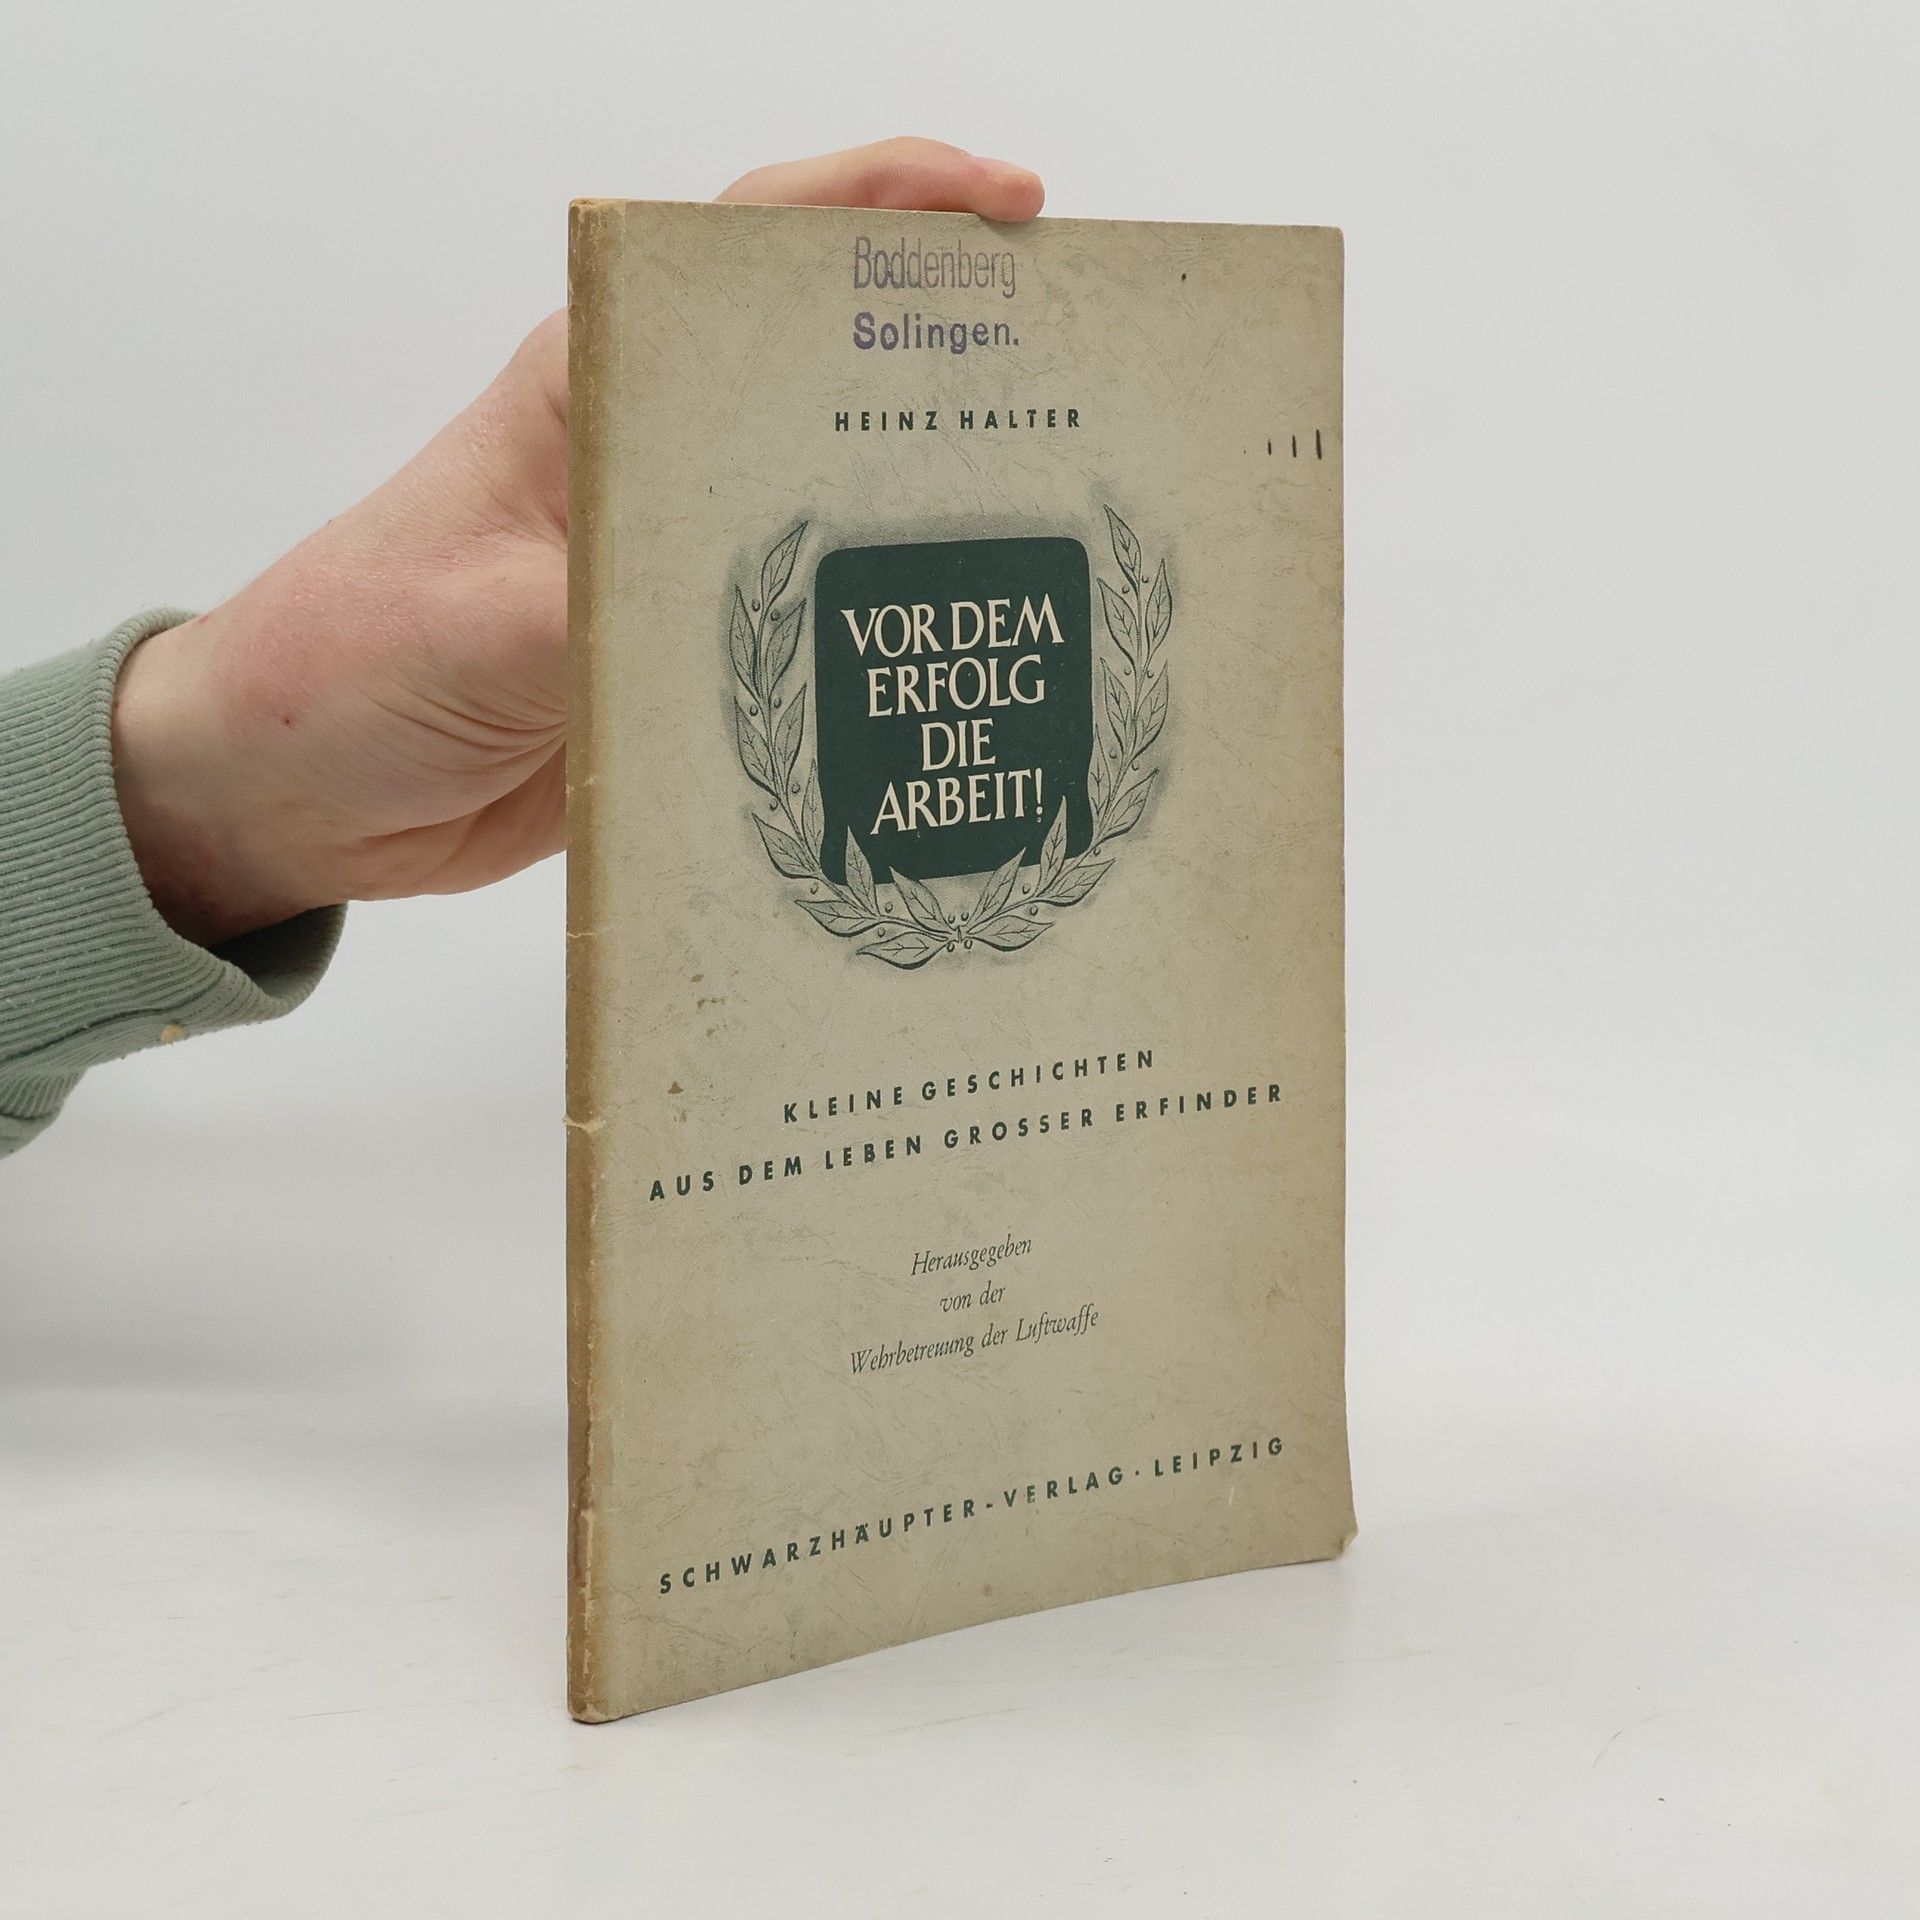 Boddenberg
Solingen.
HEINZ HALTER
VOR DEM
ERFOLG
DIE
ARBEIT!
KLEINE GESCHICHTEN
AUS DEM LEBEN GROSSER ERFINDER
Herausgegeben
von der
Wehrbetreuung der Luftwaffe
SCHWARZHÄUPTER-VERLAG · LEIPZIG